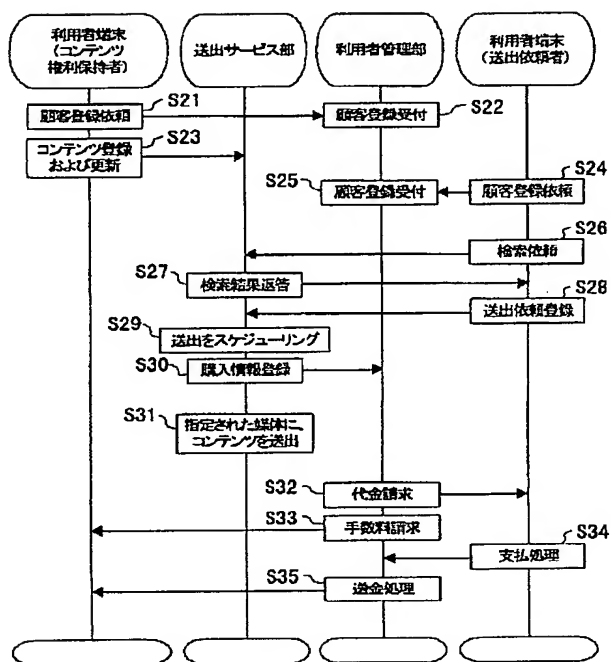 利用者端末
(コンテンツ
権利保持者)
送出サービス部
利用者管理部
利用者端末
(送出依頼者)
S21
顧客登録依頼
S22
顧客登録受付
S23
コンテンツ登録
および更新
S24
顧客登録依頼
S25
顧客登録受付
S26
検索依頼
S27
検索結果返答
S28
送出依頼登録
S29
送出をスケジューリング
S30
購入情報登録
S31
指定された媒体に、
コンテンツを送出
S32
代金請求
S33
手数料請求
S34
支払処理
S35
送金処理